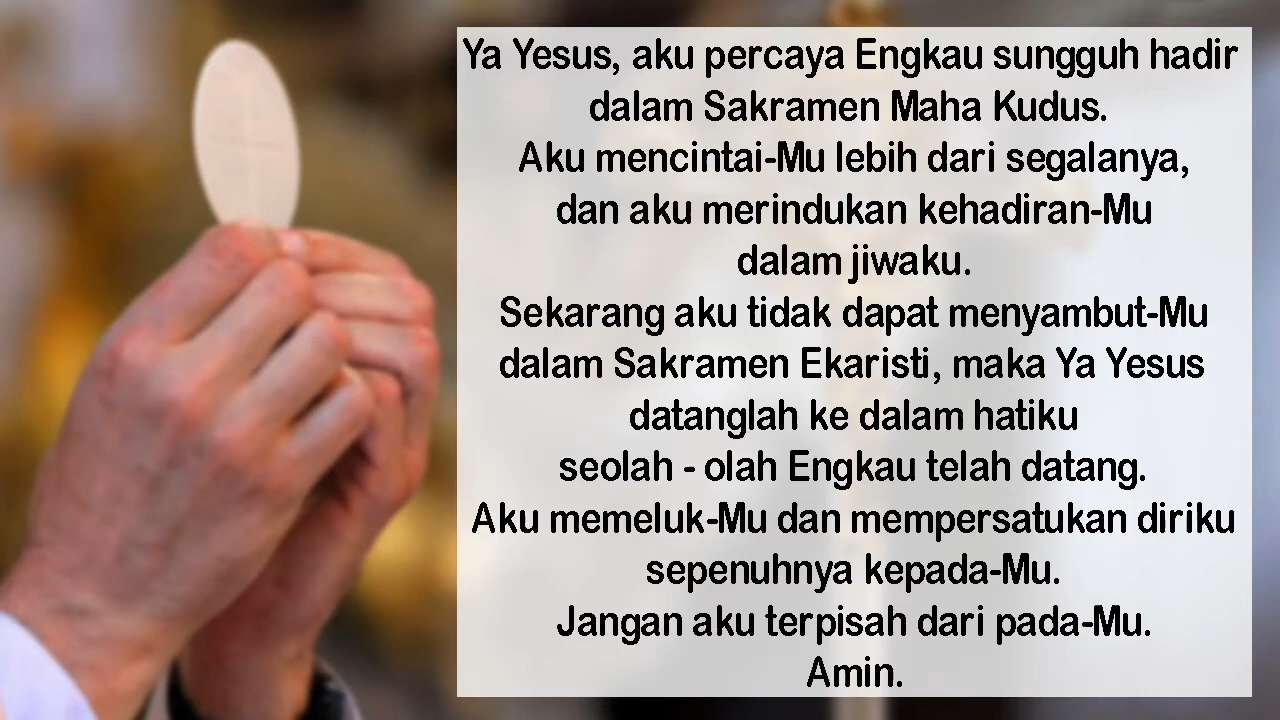 Ya Yesus, aku percaya Engkau sungguh hadir
dalam Sakramen Maha Kudus.
Aku mencintai-Mu lebih dari segalanya,
dan aku merindukan kehadiran-Mu
dalam jiwaku.
Sekarang aku tidak dapat menyambut-Mu
dalam Sakramen Ekaristi, maka Ya Yesus
datanglah ke dalam hatiku
seolah - olah Engkau telah datang.
Aku memeluk-Mu dan mempersatukan diriku
sepenuhnya kepada-Mu.
Jangan aku terpisah dari pada-Mu.
Amin.